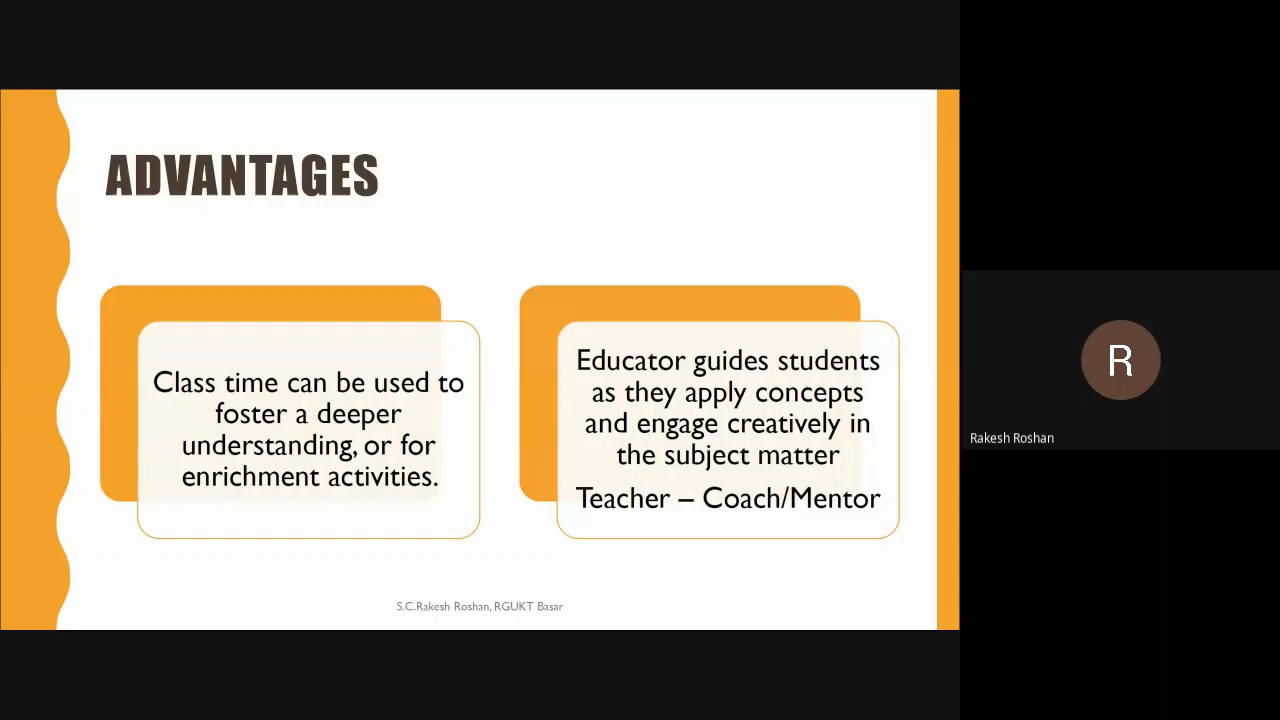 ADVANTAGES
Class time can be used to
foster a deeper
understanding, or for
enrichment activities.
Educator guides students
as they apply concepts
and engage creatively in
the subject matter
Teacher – Coach/Mentor
S.C.Rakesh Roshan, RGUKT Basar
R
Rakesh Roshan